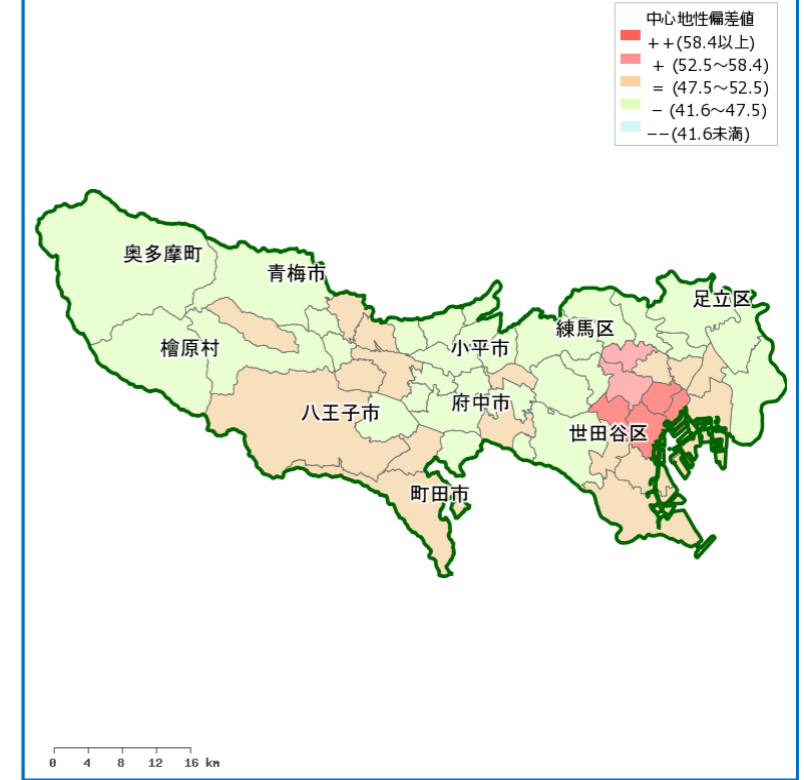 中心地性偏差値
++(58.4以上)
+ (52.5～58.4)
= (47.5～52.5)
− (41.6～47.5)
−−(41.6未満)
奥多摩町
青梅市
足立区
練馬区
檜原村
小平市
八王子市
府中市
世田谷区
町田市
0 4 8 12 16 km